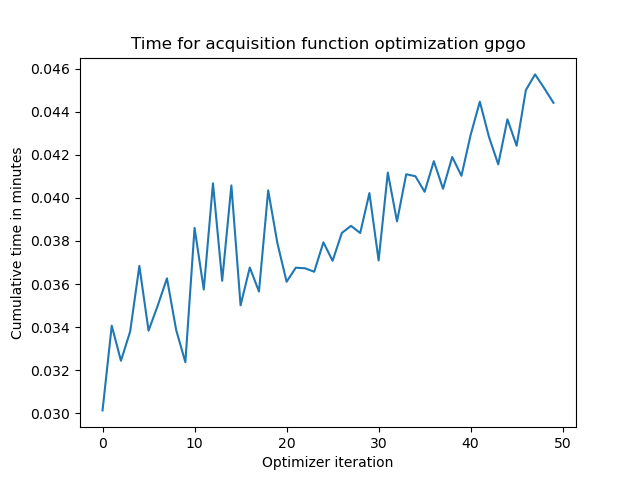 Time for acquisition function optimization gpgo
Cumulative time in minutes
0.046
0.044
0.042
0.040
0.038
0.036
0.034
0.032
0.030
0 10 20 30 40 50
Optimizer iteration